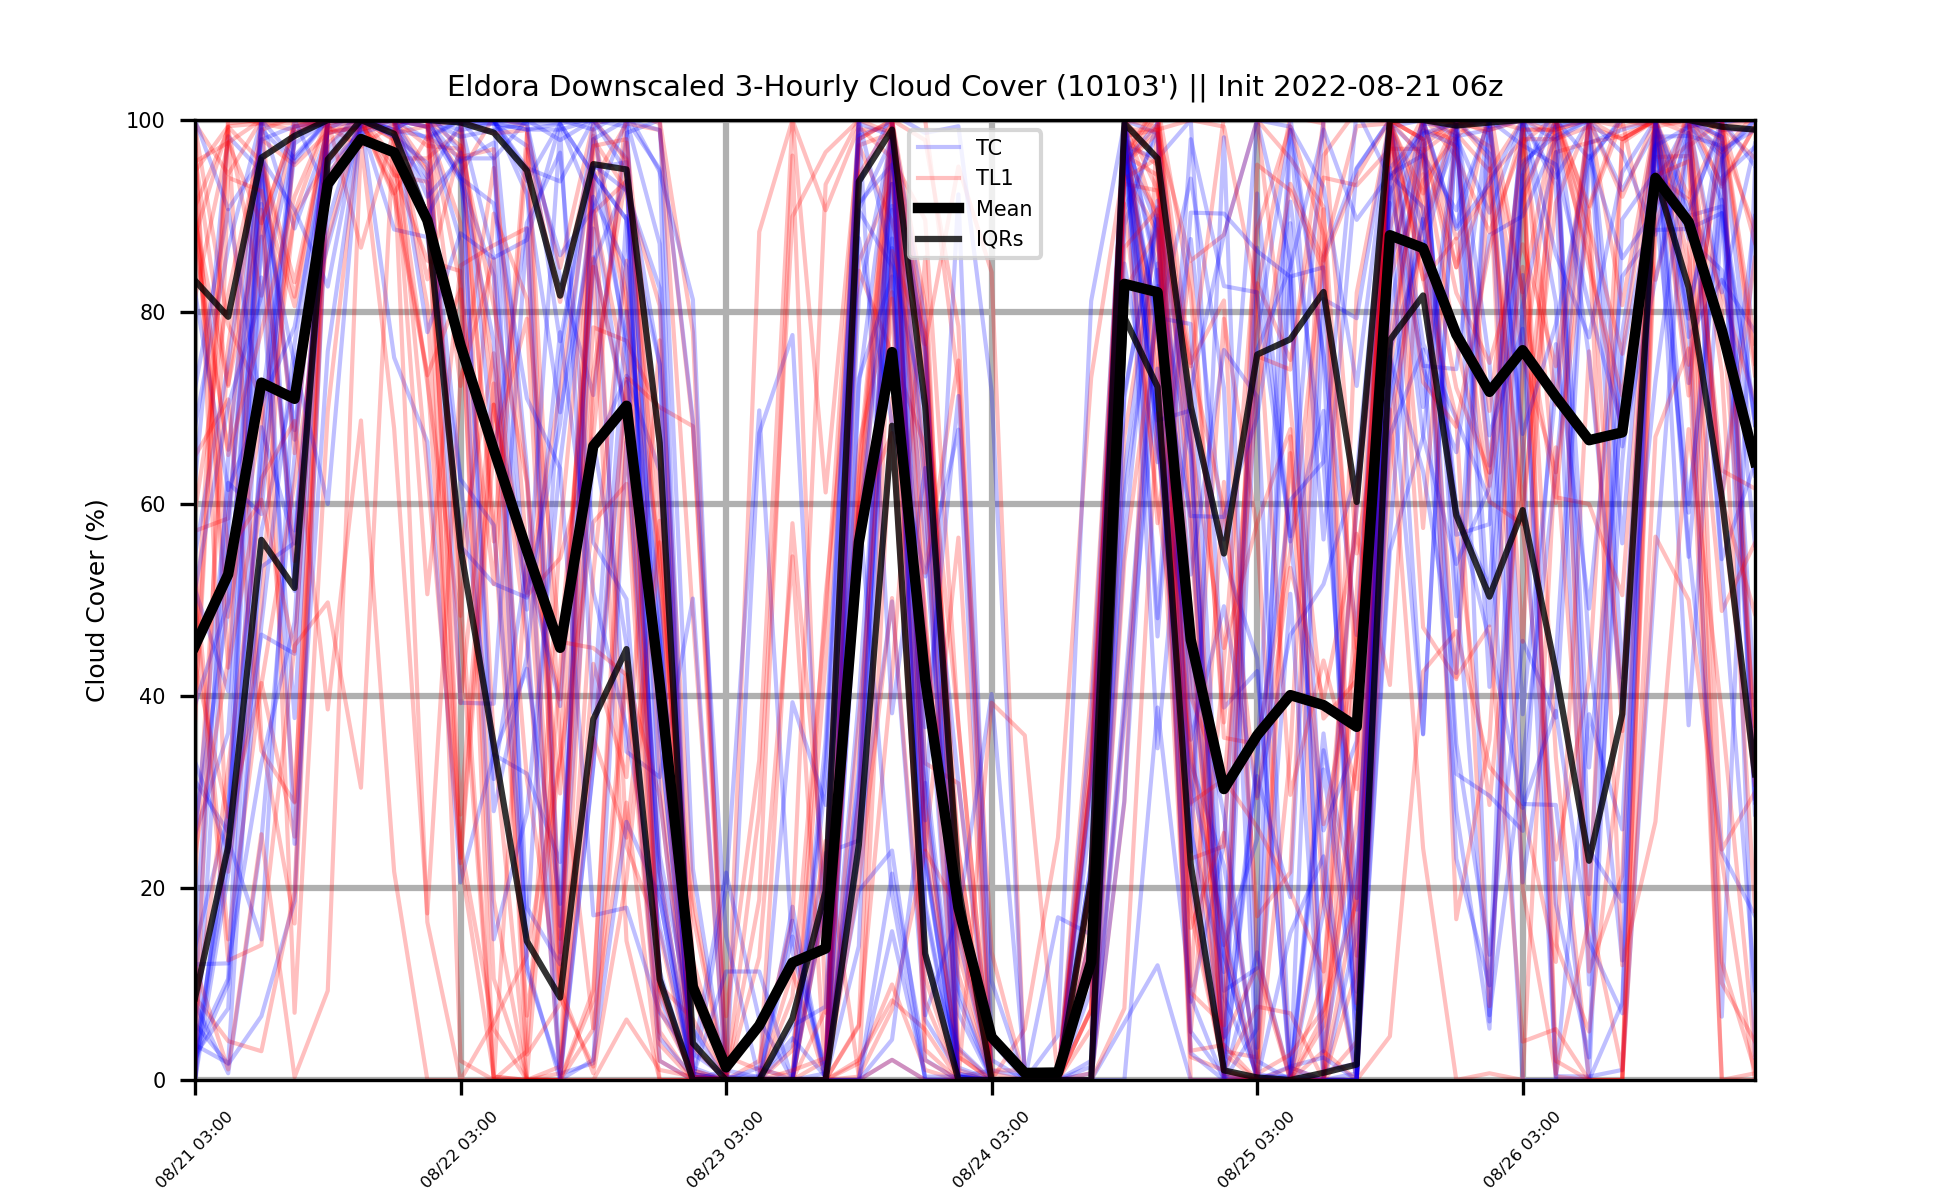 Eldora Downscaled 3-Hourly Cloud Cover (10103') || Init 2022-08-21 06z
Cloud Cover (%)
100
80
60
40
20
0
TC
TL1
Mean
IQRs
08/21 03:00
08/22 03:00
08/23 03:00
08/24 03:00
08/25 03:00
08/26 03:00